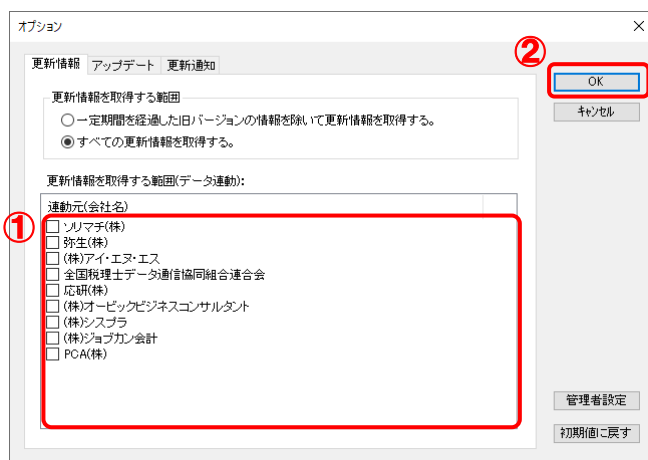 オプション
②
更新情報 アップデート 更新通知
OK
更新情報を取得する範囲
キャンセル
一定期間を経過した旧バージョンの情報を除いて更新情報を取得する。
すべての更新情報を取得する。
更新情報を取得する範囲(データ連動):
連動元(会社名)
①
ソリマチ(株)
弥生(株)
(株)アイ・エヌ・エス
全国税理士データ通信協同組合連合会
応研(株)
(株)オービックビジネスコンサルタント
(株)シスプラ
(株)ジョブカン会計
PCA(株)
管理者設定
初期値に戻す